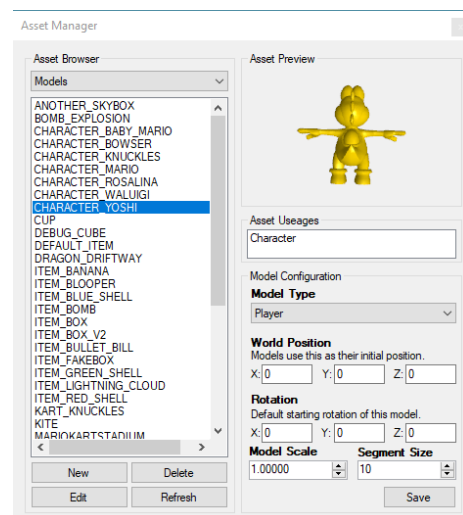 Asset Manager
Asset Browser
Models
ANOTHER_SKYBOX
BOMB_EXPLOSION
CHARACTER_BABY_MARIO
CHARACTER_BOWSER
CHARACTER_KNUCKLES
CHARACTER_MARIO
CHARACTER_ROSALINA
CHARACTER_WALUIGI
CHARACTER_YOSHI
CUP
DEBUG_CUBE
DEFAULT_ITEM
DRAGON_DRIFTWAY
ITEM_BANANA
ITEM_BLOOPER
ITEM_BLUE_SHELL
ITEM_BOMB
ITEM_BOX
ITEM_BOX_V2
ITEM_BULLET_BILL
ITEM_FAKEBOX
ITEM_GREEN_SHELL
ITEM_LIGHTNING_CLOUD
ITEM_RED_SHELL
KART_KNUCKLES
KITE
MARIOKARTSTADIUM
New Delete
Edit Refresh
Asset Preview
Asset Useages
Character
Model Configuration
Model Type
Player
World Position
Models use this as their initial position.
X: 0 Y: 0 Z: 0
Rotation
Default starting rotation of this model.
X: 0 Y: 0 Z: 0
Model Scale Segment Size
1.00000 10
Save